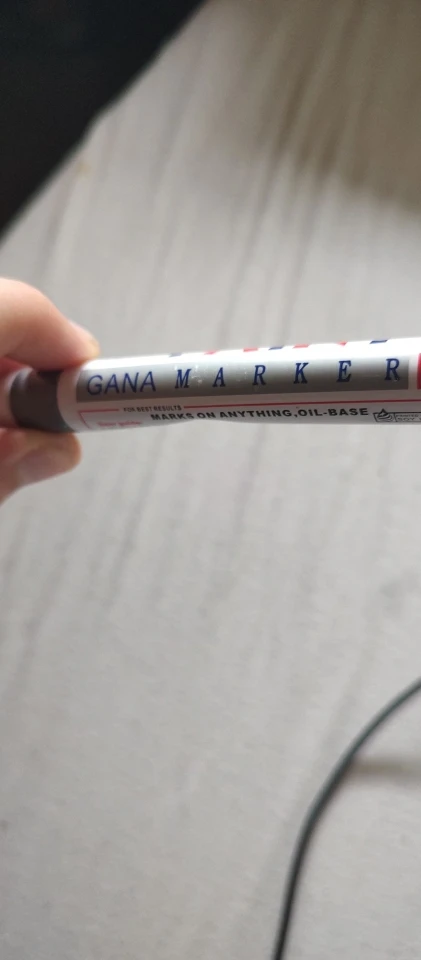 GANA MARKER
FOR BEST RESULTS
MARKS ON ANYTHING,OIL-BASE